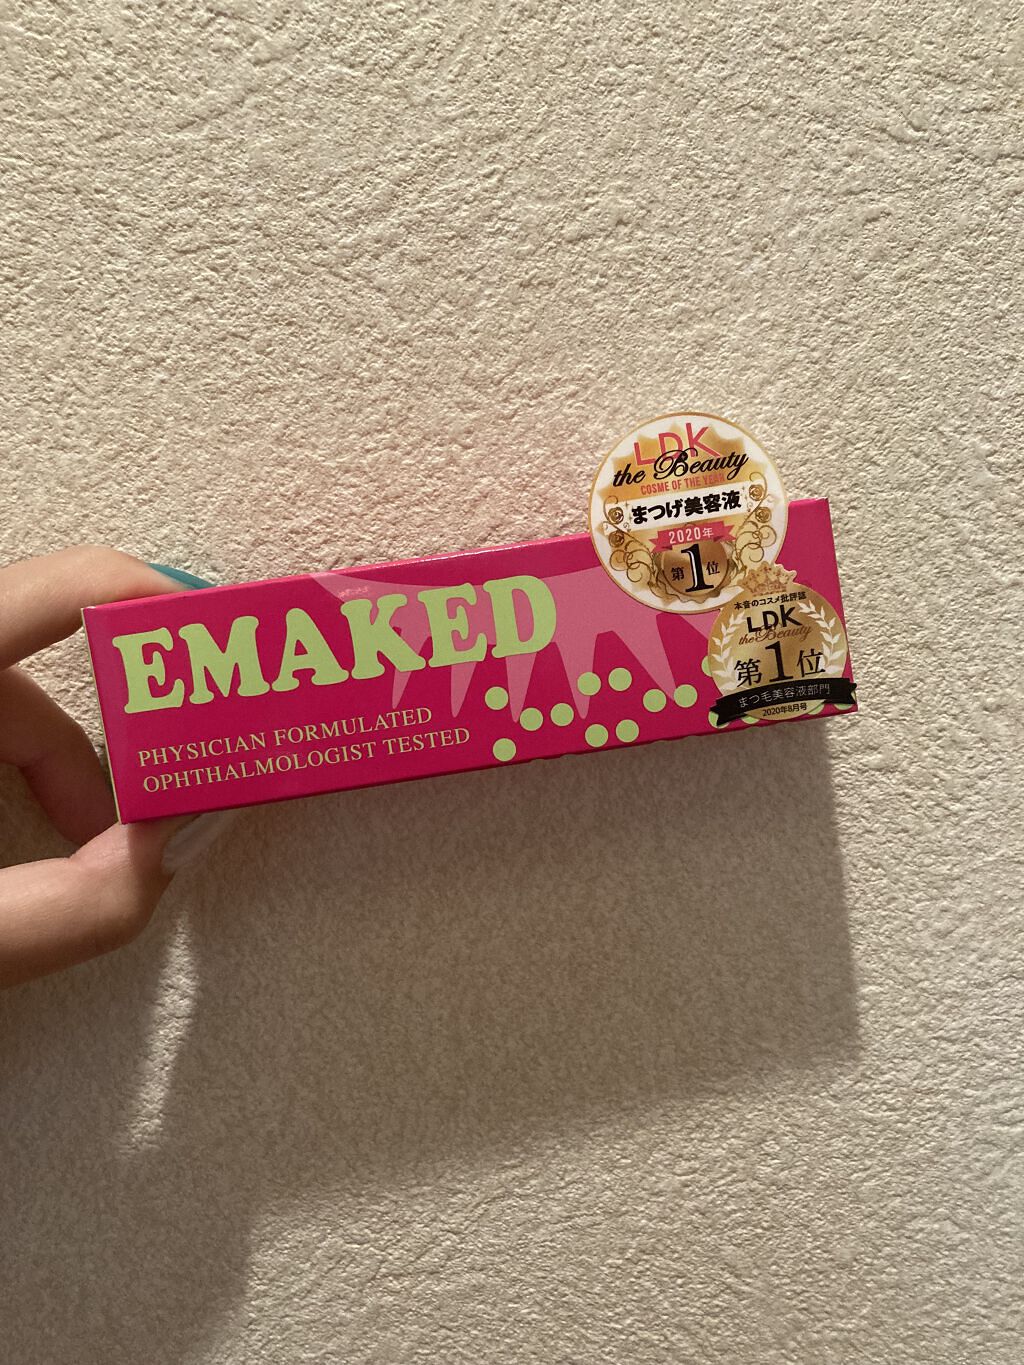 EMAKED
PHYSICIAN FORMULATED
OPHTHALMOLOGIST TESTED
LDK
the Beauty
COSME OF THE YEAR
まつげ美容液
2020年
第1位
本音のコスメ批評誌
LDK
the Beauty
第1位
まつ毛美容液部門
2020年8月号